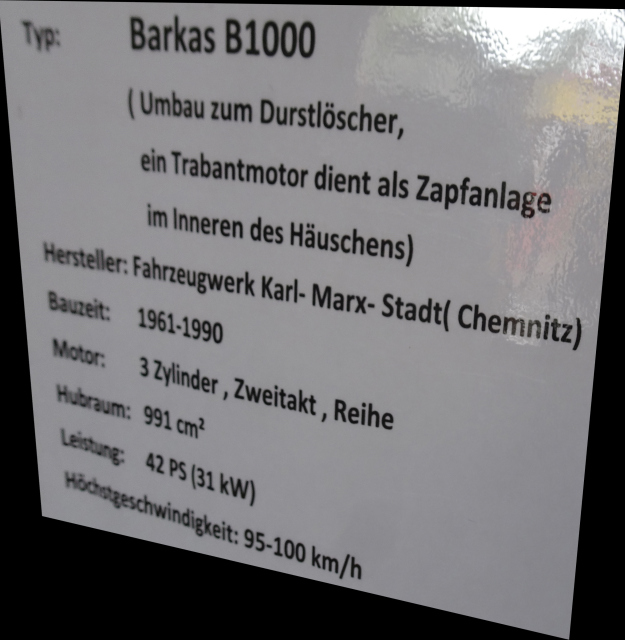 Typ: Barkas B1000
( Umbau zum Durstlöscher,
ein Trabantmotor dient als Zapfanlage
im Inneren des Häuschens)
Hersteller: Fahrzeugwerk Karl- Marx- Stadt( Chemnitz)
Bauzeit: 1961-1990
Motor: 3 Zylinder , Zweitakt , Reihe
Hubraum: 991 cm²
Leistung: 42 PS (31 kW)
Höchstgeschwindigkeit: 95-100 km/h